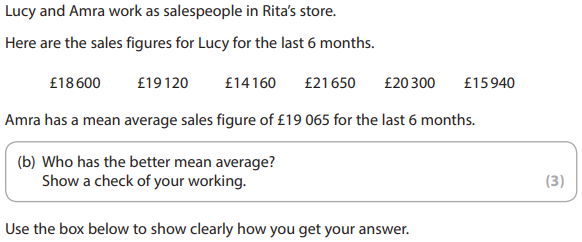 Lucy and Amra work as salespeople in Rita's store.
Here are the sales figures for Lucy for the last 6 months.
£18 600 £19 120 £14 160 £21 650 £20 300 £15 940
Amra has a mean average sales figure of £19 065 for the last 6 months.
(b) Who has the better mean average?
Show a check of your working. (3)
Use the box below to show clearly how you get your answer.